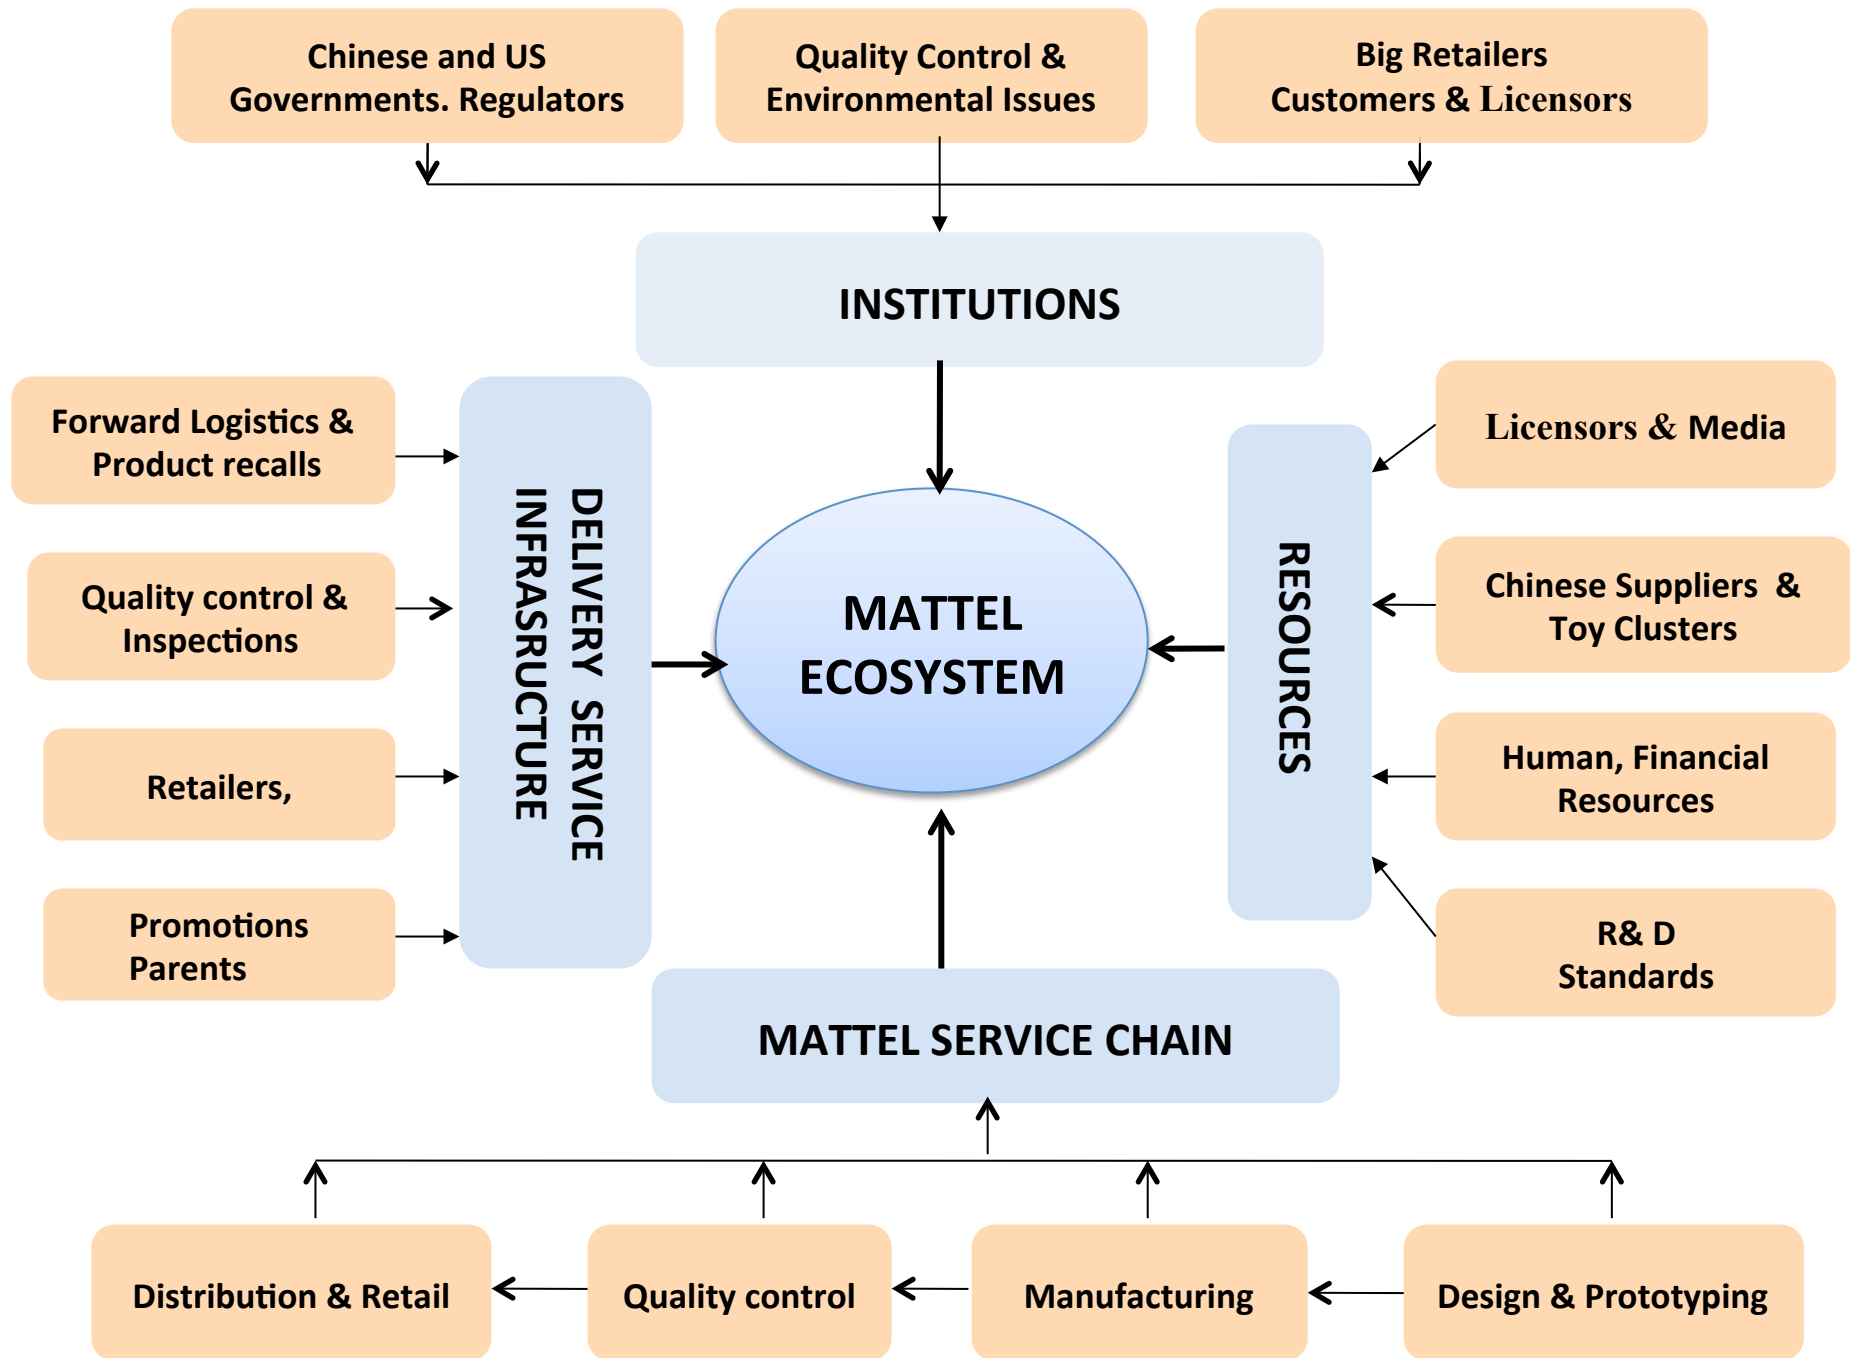 Chinese and US
Governments. Regulators
Quality Control &
Environmental Issues
Big Retailers
Customers & Licensors
INSTITUTIONS
Forward Logistics &
Product recalls
Quality control &
Inspections
Retailers,
Promotions
Parents
DELIVERY SERVICE
INFRASRUCTURE
MATTEL
ECOSYSTEM
RESOURCES
Licensors & Media
Chinese Suppliers &
Toy Clusters
Human, Financial
Resources
R& D
Standards
MATTEL SERVICE CHAIN
Distribution & Retail
Quality control
Manufacturing
Design & Prototyping